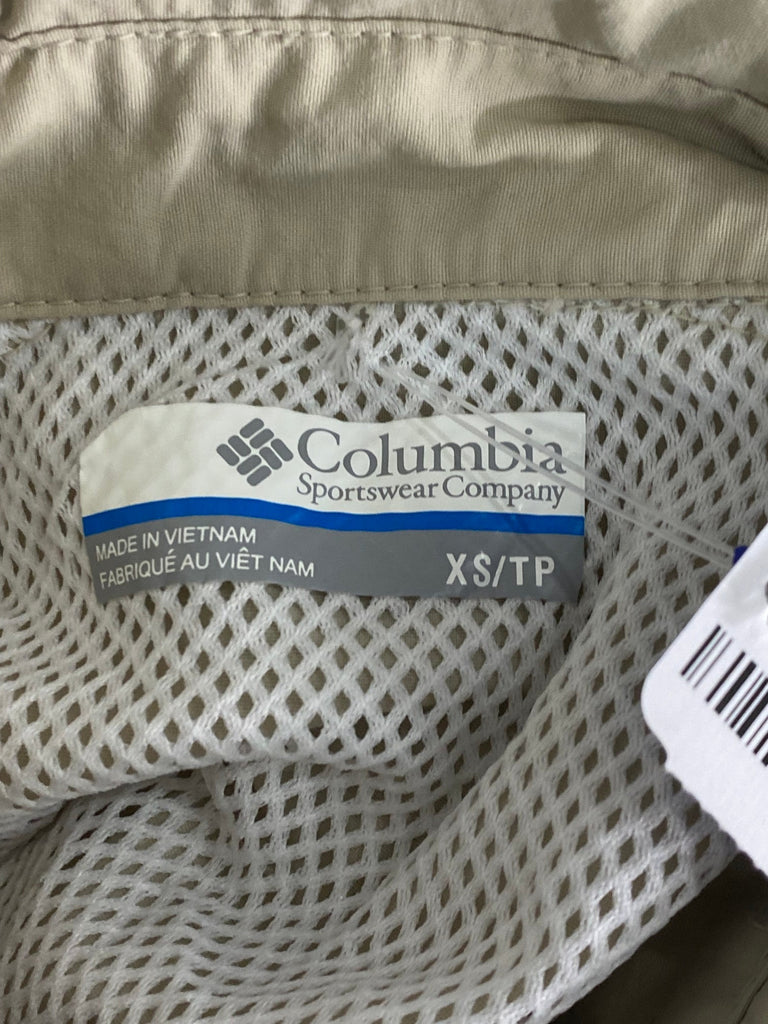 Columbia
Sportswear Company
MADE IN VIETNAM
FABRIQUÉ AU VIÊT NAM
XS/TP